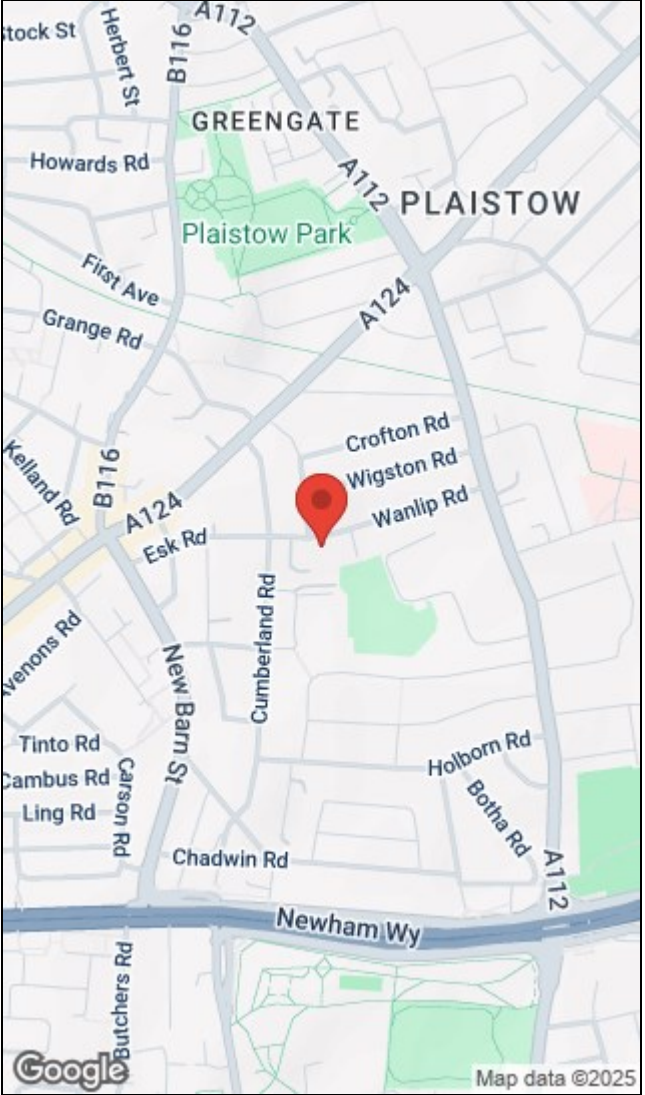 A112
Stock St
Herbert St
B116
GREENGATE
Howards Rd
A112
PLAISTOW
Plaistow Park
First Ave
A124
Grange Rd
Crofton Rd
Kelland Rd
Wigston Rd
B116
Wanlip Rd
A124
Esk Rd
Cumberland Rd
Avenons Rd
New Barn St
Tinto Rd
Holborn Rd
Cambus Rd
Carson Rd
Ling Rd
Botha Rd
Chadwin Rd
A112
Newham Wy
Butchers Rd
Google
Map data ©2025